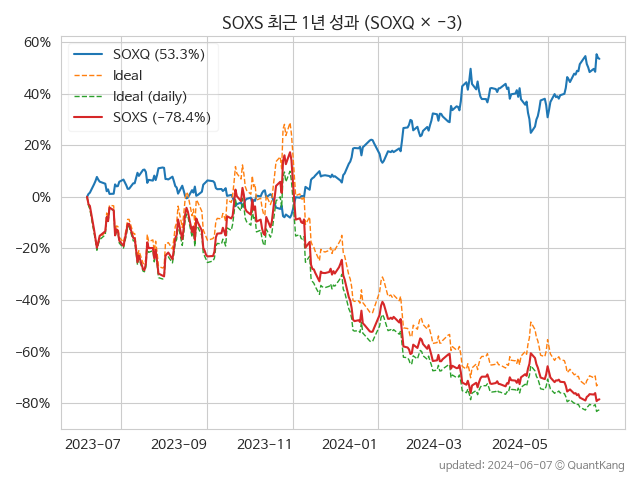 SOXS 최근 1년 성과 (SOXQ × −3)
60%
40%
20%
0%
−20%
−40%
−60%
−80%
SOXQ (53.3%)
Ideal
Ideal (daily)
SOXS (−78.4%)
2023-07
2023-09
2023-11
2024-01
2024-03
2024-05
updated: 2024-06-07 © QuantKang